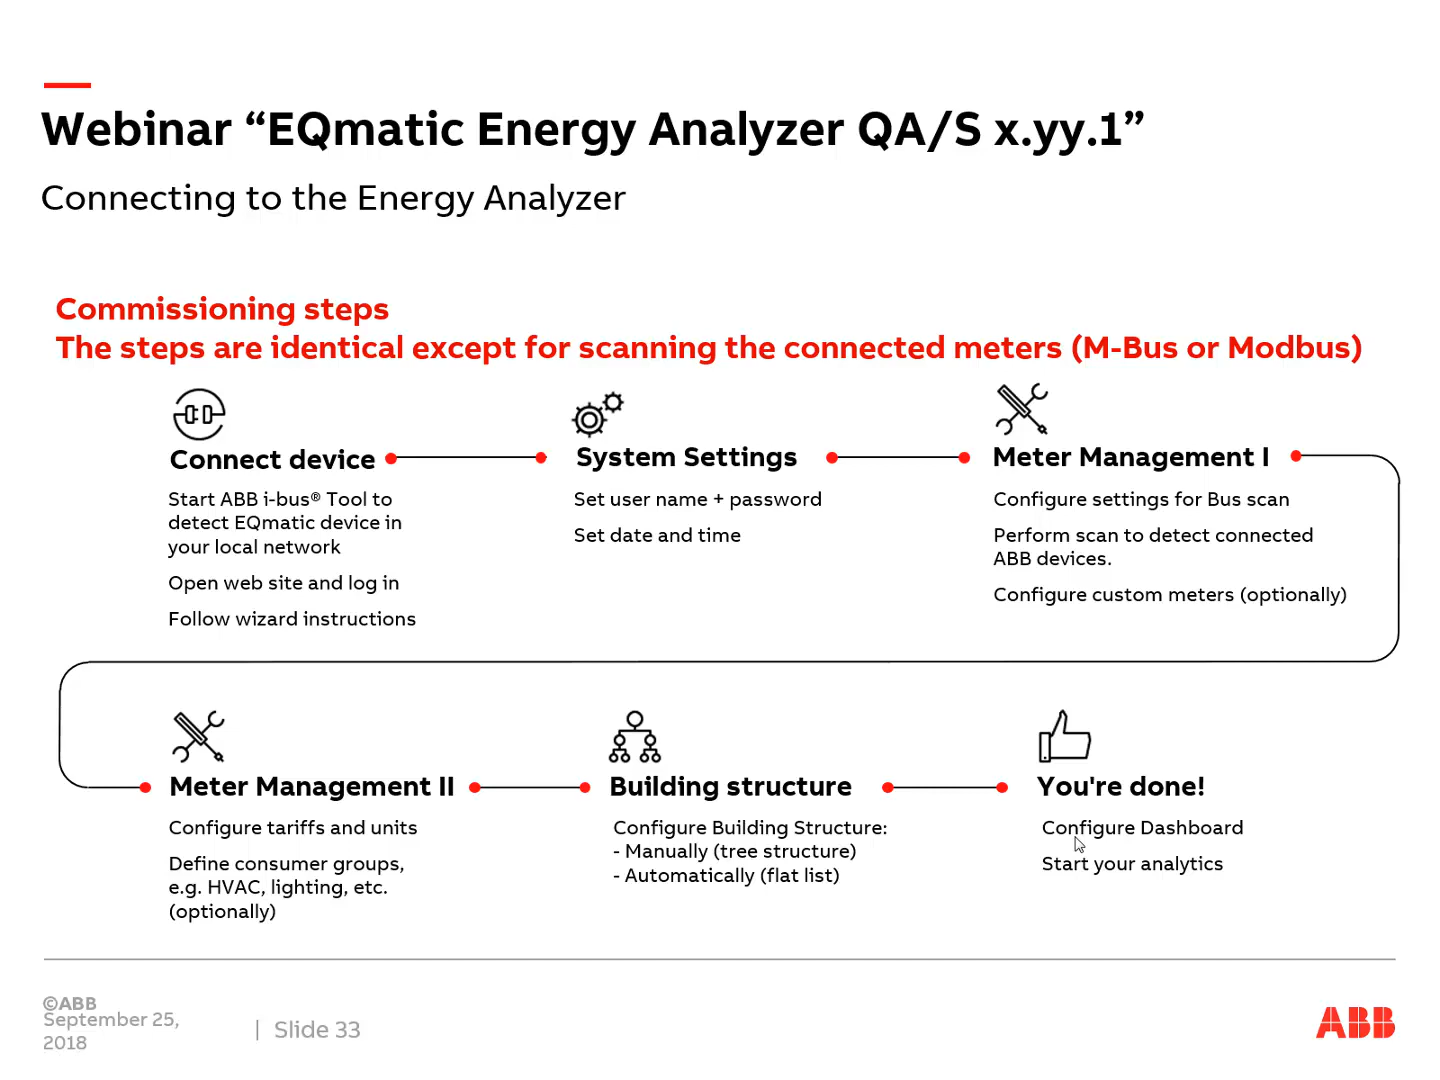 Webinar “EQmatic Energy Analyzer QA/S x.yy.1”
Connecting to the Energy Analyzer
Commissioning steps
The steps are identical except for scanning the connected meters (M-Bus or Modbus)
Connect device
Start ABB i-bus® Tool to
detect EQmatic device in
your local network
Open web site and log in
Follow wizard instructions
System Settings
Set user name + password
Set date and time
Meter Management I
Configure settings for Bus scan
Perform scan to detect connected
ABB devices.
Configure custom meters (optionally)
Meter Management II
Configure tariffs and units
Define consumer groups,
e.g. HVAC, lighting, etc.
(optionally)
Building structure
Configure Building Structure:
- Manually (tree structure)
- Automatically (flat list)
You're done!
Configure Dashboard
Start your analytics
©ABB
September 25,
2018
| Slide 33
ABB